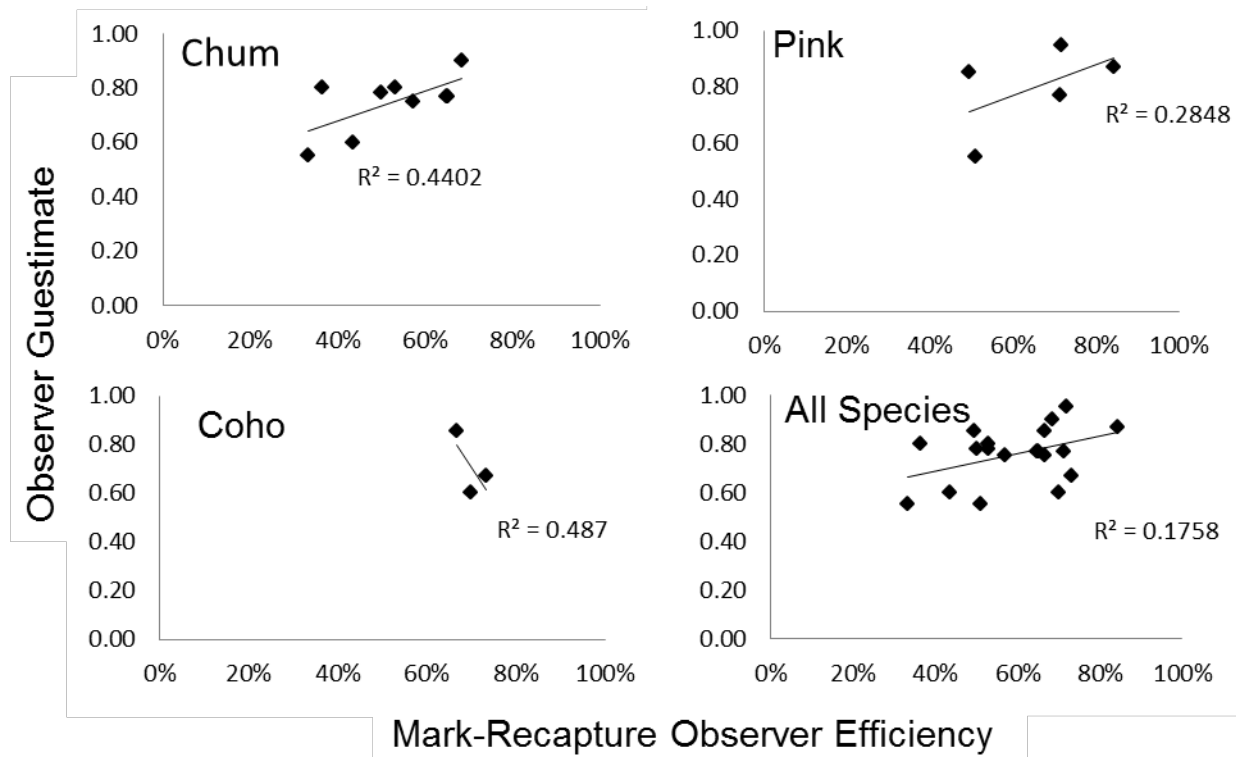 Observer Guestimate
Chum
1.00
0.80
0.60
0.40
0.20
0.00
R² = 0.4402
0% 20% 40% 60% 80% 100%
Pink
1.00
0.80
0.60
0.40
0.20
0.00
R² = 0.2848
0% 20% 40% 60% 80% 100%
Coho
1.00
0.80
0.60
0.40
0.20
0.00
R² = 0.487
0% 20% 40% 60% 80% 100%
All Species
1.00
0.80
0.60
0.40
0.20
0.00
R² = 0.1758
0% 20% 40% 60% 80% 100%
Mark-Recapture Observer Efficiency